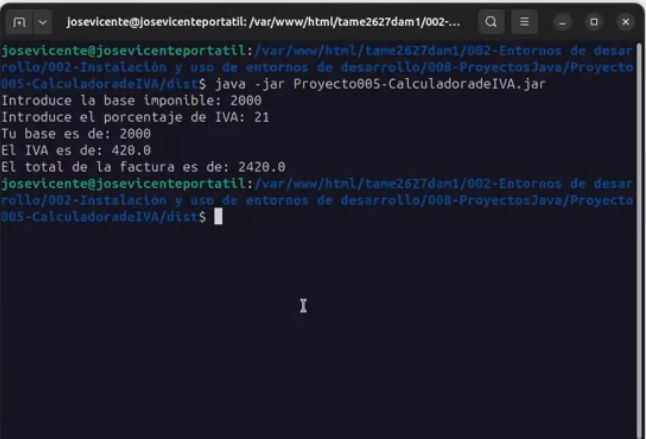 josevicente@josevicenteportatil: /var/www/html/tame2627dam1/002-...
josevicente@josevicenteportatil:/var/www/html/tame2627dam1/002-Entornos de desar
rollo/002-Instalación y uso de entornos de desarrollo/008-ProyectosJava/Proyecto
005-CalculadoradeIVA/dist$ java -jar Proyecto005-CalculadoradeIVA.jar
Introduce la base imponible: 2000
Introduce el porcentaje de IVA: 21
Tu base es de: 2000
El IVA es de: 420.0
El total de la factura es de: 2420.0
josevicente@josevicenteportatil:/var/www/html/tame2627dam1/002-Entornos de desar
rollo/002-Instalación y uso de entornos de desarrollo/008-ProyectosJava/Proyecto
005-CalculadoradeIVA/dist$